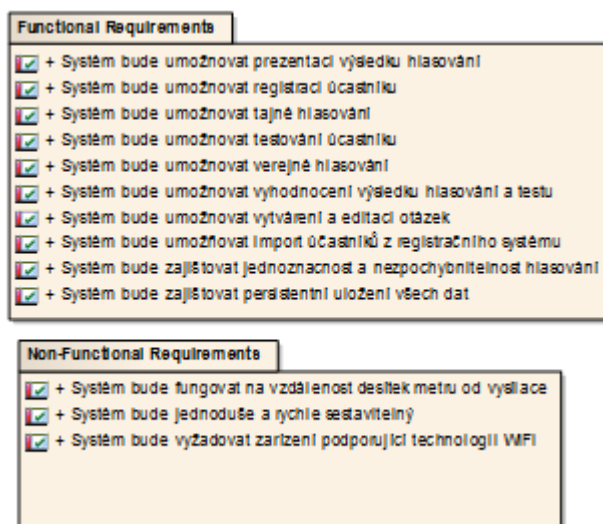 Functional Requirements
+ Systém bude umožnovat prezentaci výsledku hlasování
+ Systém bude umožnovat registraci úcastníku
+ Systém bude umožnovat tajné hlasování
+ Systém bude umožnovat testování úcastníku
+ Systém bude umožnovat verejné hlasování
+ Systém bude umožnovat vyhodnocení výsledku hlasování a testu
+ Systém bude umožnovat vytvárení a editaci otázek
+ Systém bude umožňovat import účastníků z registračního systému
+ Systém bude zajištovat jednoznacnost a nezpochybnitelnost hlasování
+ Systém bude zajištovat persistentní uložení všech dat
Non-Functional Requirements
+ Systém bude fungovat na vzdálenost desítek metru od vysílace
+ Systém bude jednoduše a rychle sestavitelný
+ Systém bude vyžadovat zarízení podporující technologii WiFi